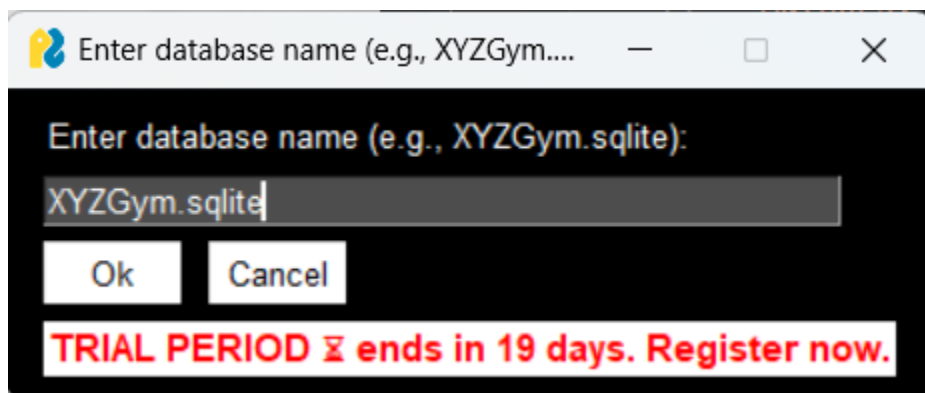 Enter database name (e.g., XYZGym....
Enter database name (e.g., XYZGym.sqlite):
XYZGym.sqlite
Ok Cancel
TRIAL PERIOD ⌛ ends in 19 days. Register now.